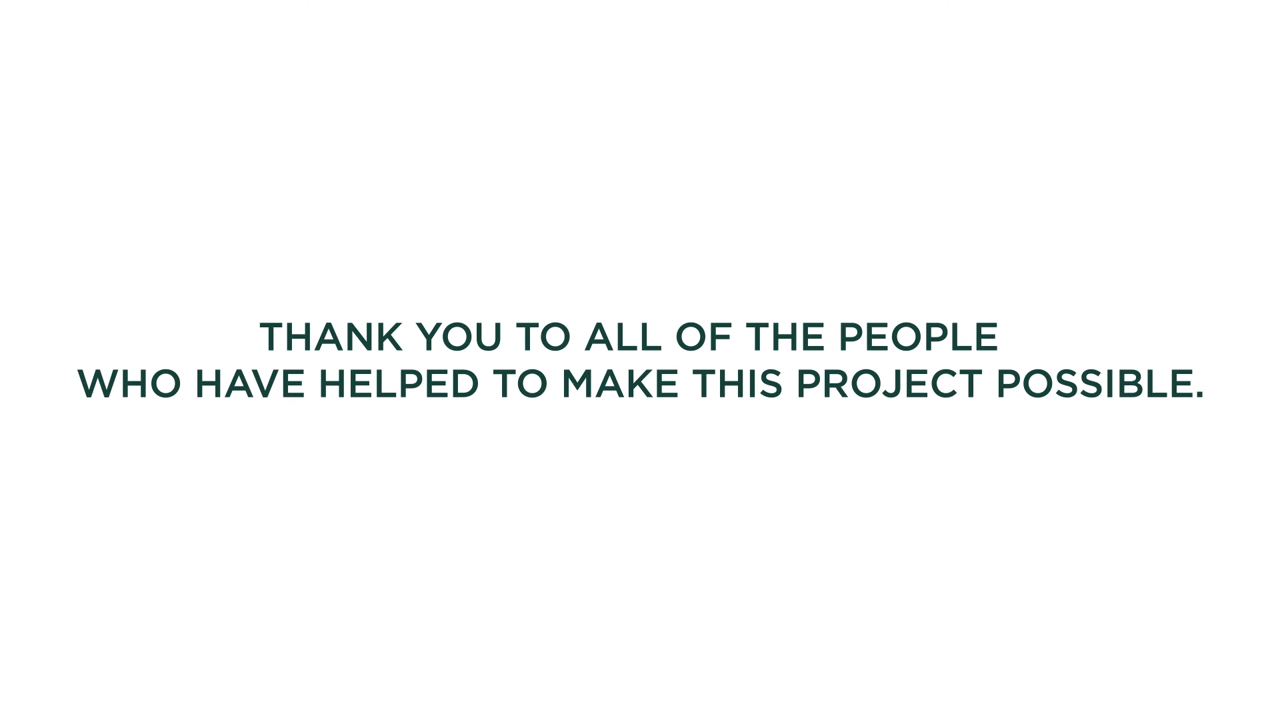 THANK YOU TO ALL OF THE PEOPLE
WHO HAVE HELPED TO MAKE THIS PROJECT POSSIBLE.